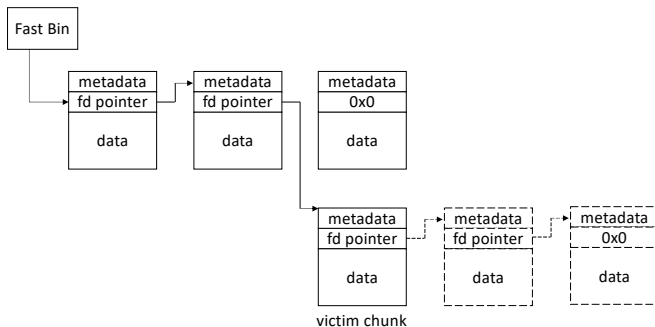 Fast Bin
metadata
fd pointer
data
metadata
fd pointer
data
metadata
0x0
data
metadata
fd pointer
data
victim chunk
metadata
fd pointer
data
metadata
0x0
data